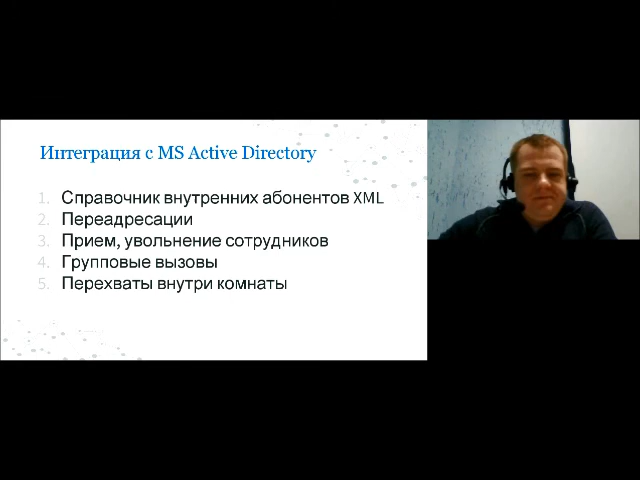 Интеграция с MS Active Directory
1. Справочник внутренних абонентов XML
2. Переадресации
3. Прием, увольнение сотрудников
4. Групповые вызовы
5. Перехваты внутри комнаты